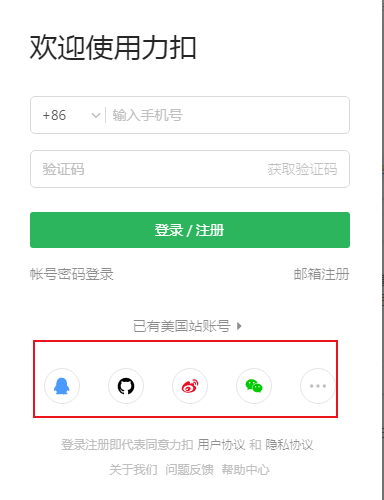 欢迎使用力扣
+86 输入手机号
验证码 获取验证码
登录 / 注册
帐号密码登录 邮箱注册
已有美国站账号
登录注册即代表同意力扣 用户协议 和 隐私协议
关于我们 问题反馈 帮助中心